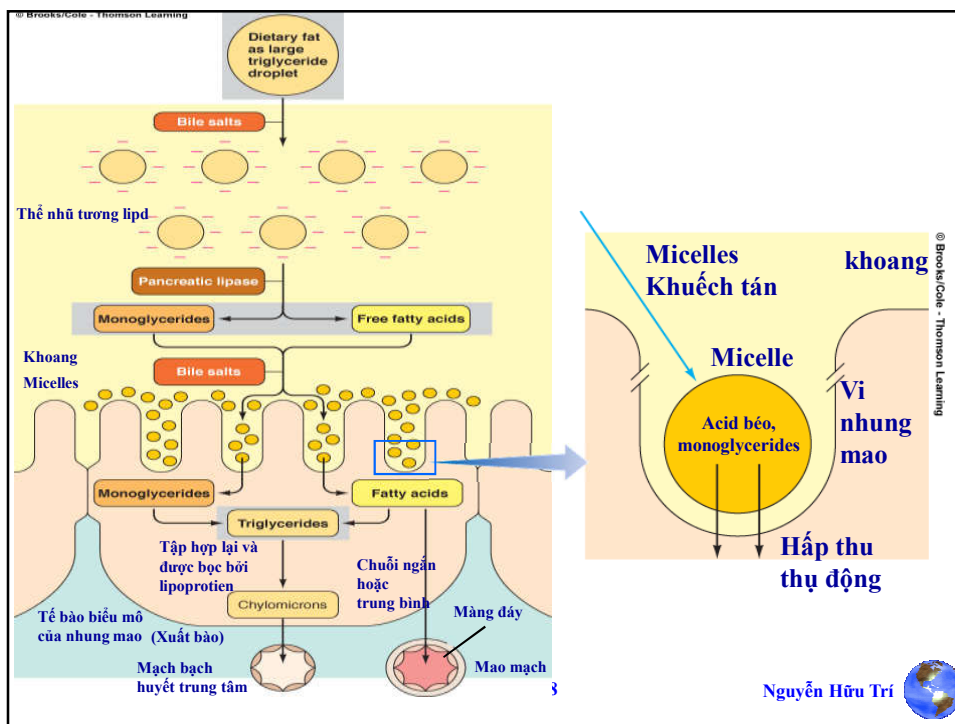 © Brooks/Cole - Thomson Learning
Dietary fat
as large
triglyceride
droplet
Bile salts
Thể nhũ tương lipd
Pancreatic lipase
Monoglycerides
Free fatty acids
Khoang
Micelles
Bile salts
Monoglycerides
Fatty acids
Triglycerides
Tập hợp lại và
được bọc bởi
lipoprotien
Chuỗi ngắn
hoặc
trung bình
Chylomicrons
Màng đáy
Tế bào biểu mô
của nhung mao
(Xuất bào)
Mạch bạch
huyết trung tâm
Mao mạch
8
Micelles
Khuếch tán
khoang
© Brooks/Cole - Thomson Learning
Micelle
Vi
nhung
mao
Acid béo,
monoglycerides
Hấp thu
thụ động
Nguyễn Hữu Trí